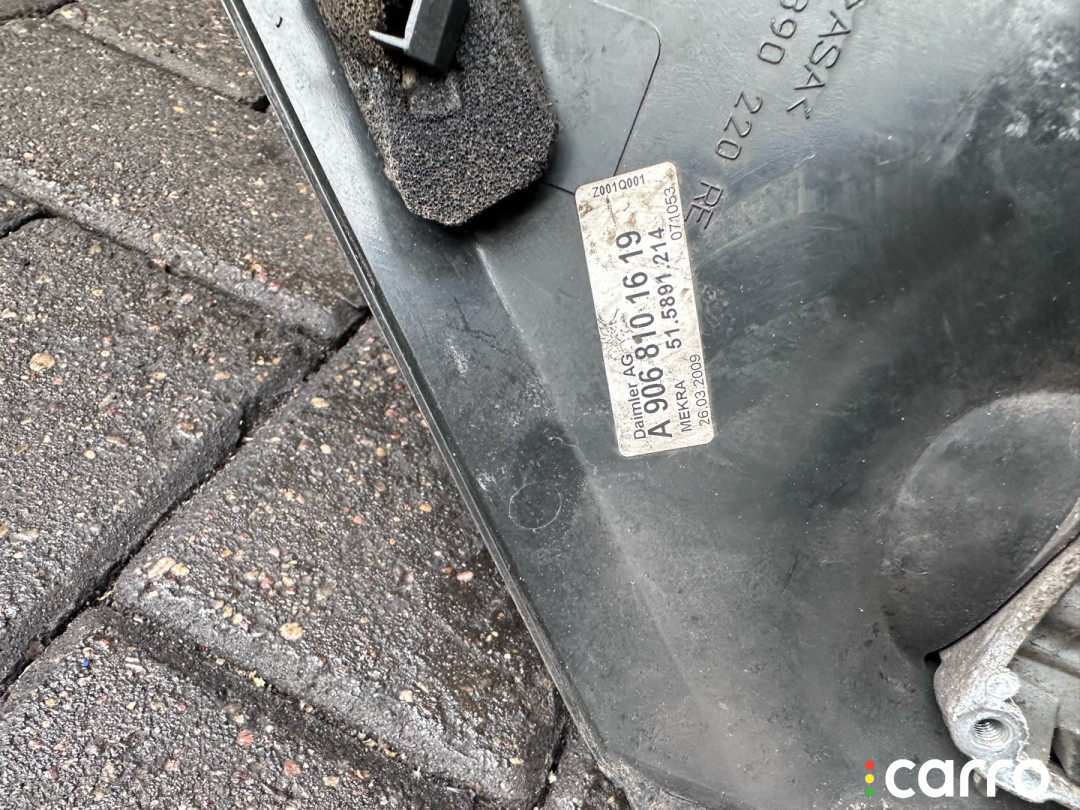 >ASA<
890 220 RE
Z001Q001
Daimler AG
A 906 810 16 19
51.5891.214
MEKRA
26.03.2009
071053
carro